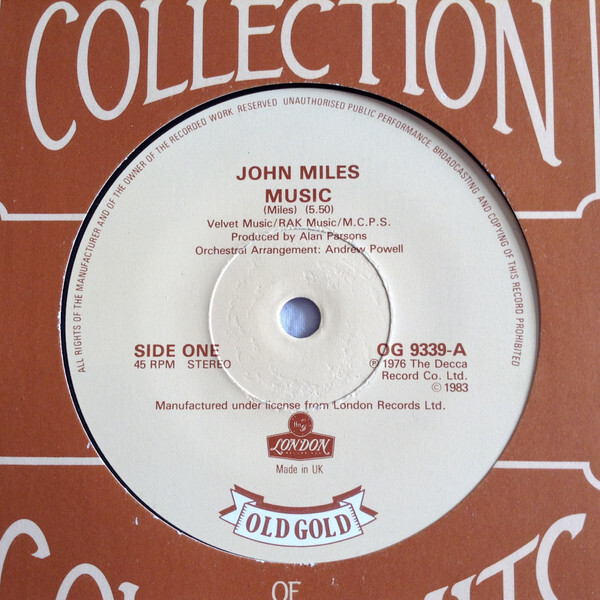 COLLECTION
ALL RIGHTS OF THE MANUFACTURER AND OF THE OWNER OF THE RECORDED WORK RESERVED UNAUTHORISED PUBLIC PERFORMANCE BROADCASTING AND COPYING OF THIS RECORD PROHIBITED
JOHN MILES
MUSIC
(Miles) (5.50)
Velvet Music/RAK Music/M.C.P.S.
Produced by Alan Parsons
Orchestral Arrangement: Andrew Powell
SIDE ONE
45 RPM STEREO
OG 9339-A
Ⓟ 1976 The Decca
Record Co. Ltd.
© 1983
Manufactured under license from London Records Ltd.
LONDON
Made in UK
OLD GOLD
OF